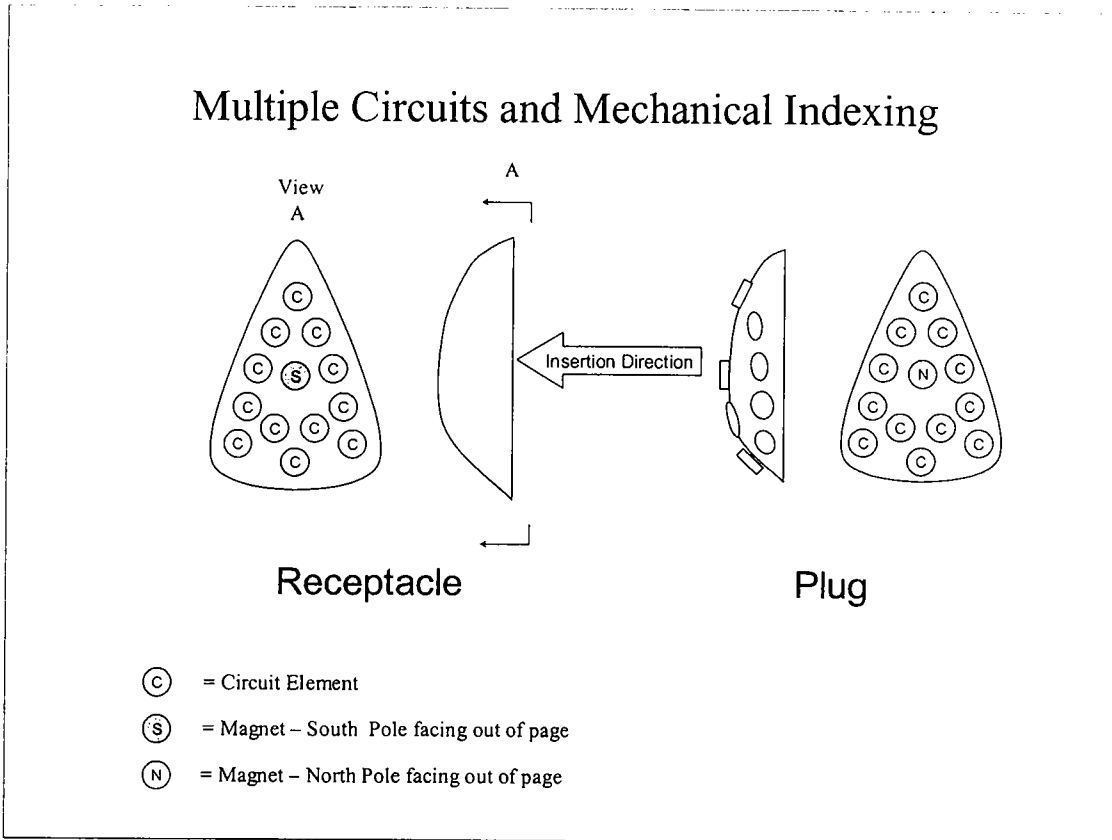 Multiple Circuits and Mechanical Indexing
View
A
A
C
C C
C S C
C C
C C
C C
C
Insertion Direction
C
C C
C N C
C C
C C
C C
C
Receptacle
Plug
C = Circuit Element
S = Magnet – South Pole facing out of page
N = Magnet – North Pole facing out of page